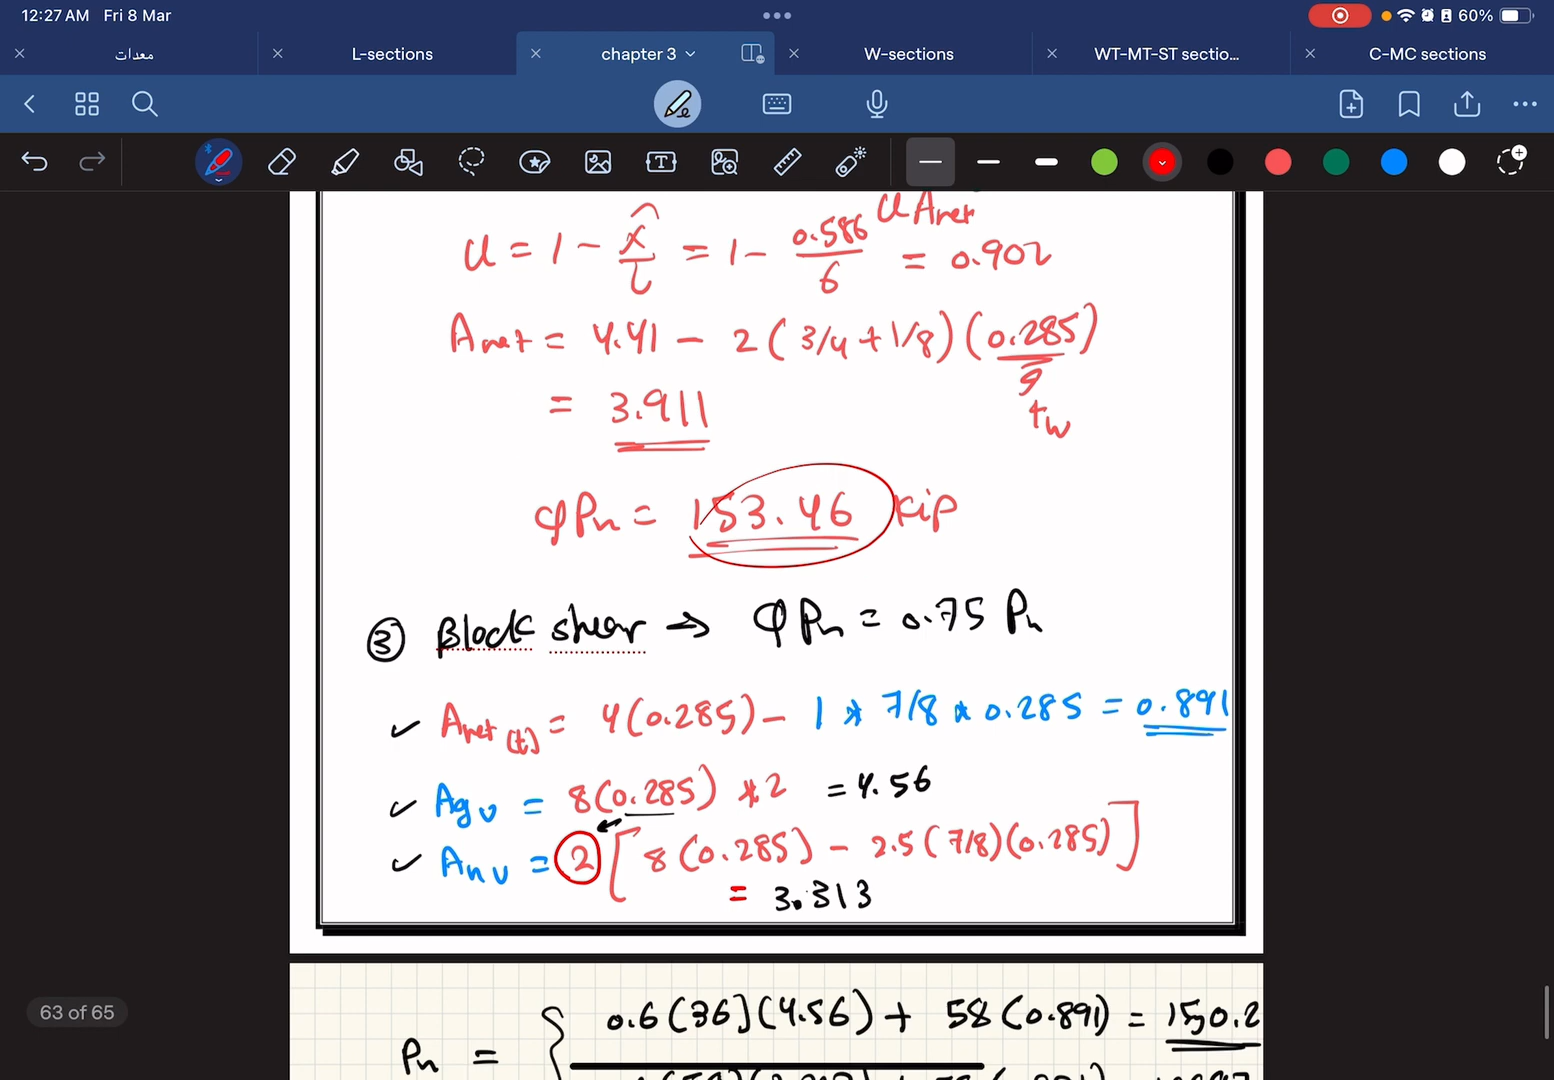 12:27 AM Fri 8 Mar
60%
معدات
L-sections
chapter 3
W-sections
WT-MT-ST sectio...
C-MC sections
U Anet
U = 1 - x̂/L = 1 - 0.586/6 = 0.902
Anet = 4.41 - 2 ( 3/4 + 1/8 ) ( 0.285 )
tw
= 3.911
φPn = 153.46 kip
③ Block shear ⇒ φPn = 0.75 Pn
✓ Anet (t) = 4(0.285) - 1 * 7/8 * 0.285 = 0.891
✓ Agv = 8(0.285) * 2 = 4.56
✓ Anv = 2 [ 8 (0.285) - 2.5 ( 7/8 ) (0.285) ]
= 3.313
63 of 65
0.6 (36) (4.56) + 58 (0.891) = 150.2
Pn = {